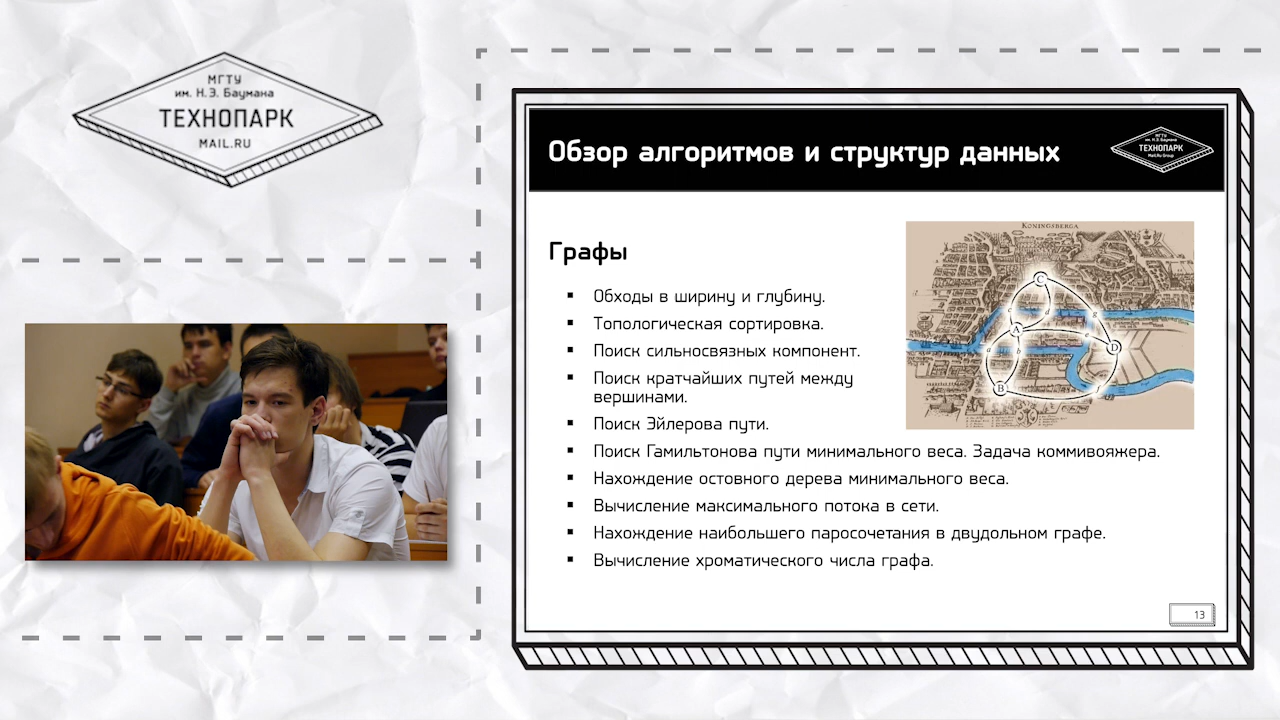 МГТУ
им. Н.Э. Баумана
ТЕХНОПАРК
MAIL.RU
Обзор алгоритмов и структур данных
МГТУ
им. Н.Э. Баумана
ТЕХНОПАРК
Mail.Ru Group
Графы
KONINGSBERGA
▪ Обходы в ширину и глубину.
▪ Топологическая сортировка.
▪ Поиск сильносвязных компонент.
▪ Поиск кратчайших путей между
вершинами.
▪ Поиск Эйлерова пути.
▪ Поиск Гамильтонова пути минимального веса. Задача коммивояжера.
▪ Нахождение остовного дерева минимального веса.
▪ Вычисление максимального потока в сети.
▪ Нахождение наибольшего паросочетания в двудольном графе.
▪ Вычисление хроматического числа графа.
C
A
D
B
13